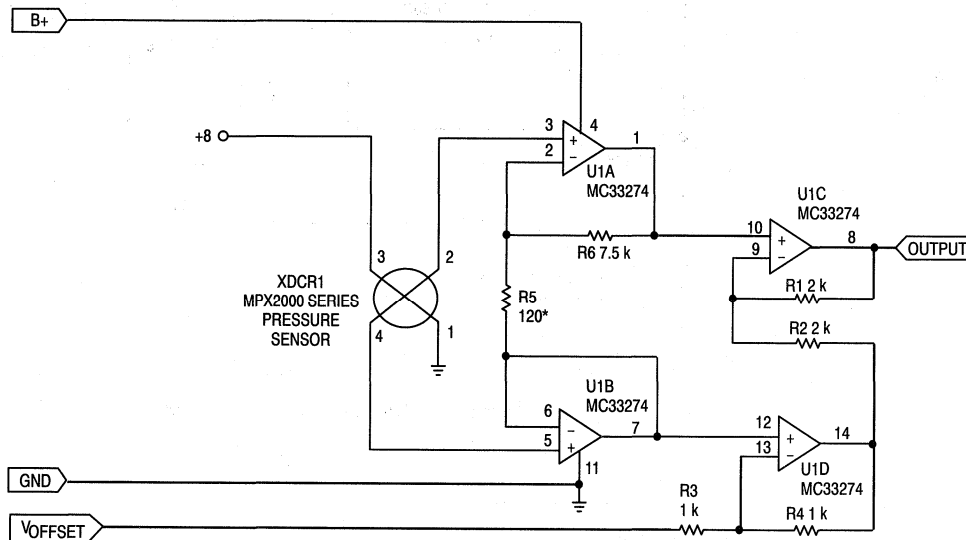 B+
+8
3
4
1
2
U1A
MC33274
U1C
MC33274
10
8
9
OUTPUT
R6 7.5 k
R1 2 k
R2 2 k
3
2
XDCR1
MPX2000 SERIES
PRESSURE
SENSOR
4
1
R5
120*
U1B
MC33274
6
7
5
11
12
14
13
U1D
MC33274
GND
R3
1 k
R4 1 k
VOFFSET
+
−
+
−
−
+
+
−